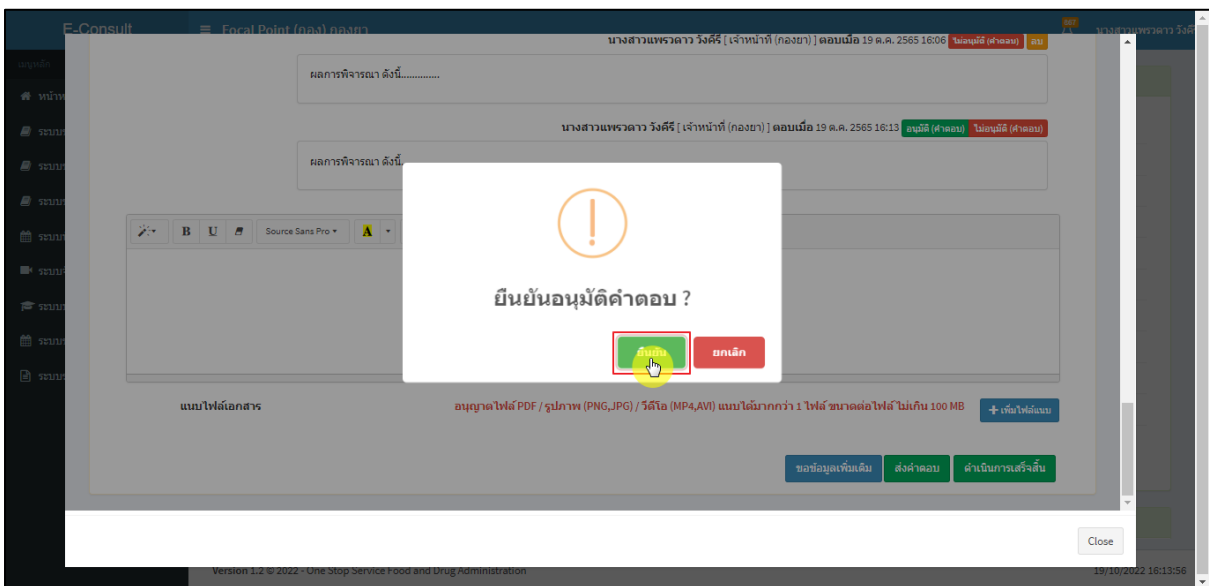 E-Consult
Focal Point (กอง) กองยา
นางสาวแพรวดาว วังคีรี [ เจ้าหน้าที่ (กองยา) ] ตอบเมื่อ 19 ต.ค. 2565 16:06 ไม่อนุมัติ (คำตอบ) ลบ
เมนูหลัก
ผลการพิจารณา ดังนี้.............
นางสาวแพรวดาว วังคีรี [ เจ้าหน้าที่ (กองยา) ] ตอบเมื่อ 19 ต.ค. 2565 16:13 อนุมัติ (คำตอบ) ไม่อนุมัติ (คำตอบ)
ผลการพิจารณา ดังนี้
B U Source Sans Pro A
ยืนยันอนุมัติคำตอบ ?
ยืนยัน ยกเลิก
แนบไฟล์เอกสาร
อนุญาตไฟล์ PDF / รูปภาพ (PNG,JPG) / วีดีโอ (MP4,AVI) แนบได้มากกว่า 1 ไฟล์ ขนาดต่อไฟล์ ไม่เกิน 100 MB
+ เพิ่มไฟล์แนบ
ขอข้อมูลเพิ่มเติม ส่งคำตอบ ดำเนินการเสร็จสิ้น
Close
Version 1.2 © 2022 - One Stop Service Food and Drug Administration
19/10/2022 16:13:56